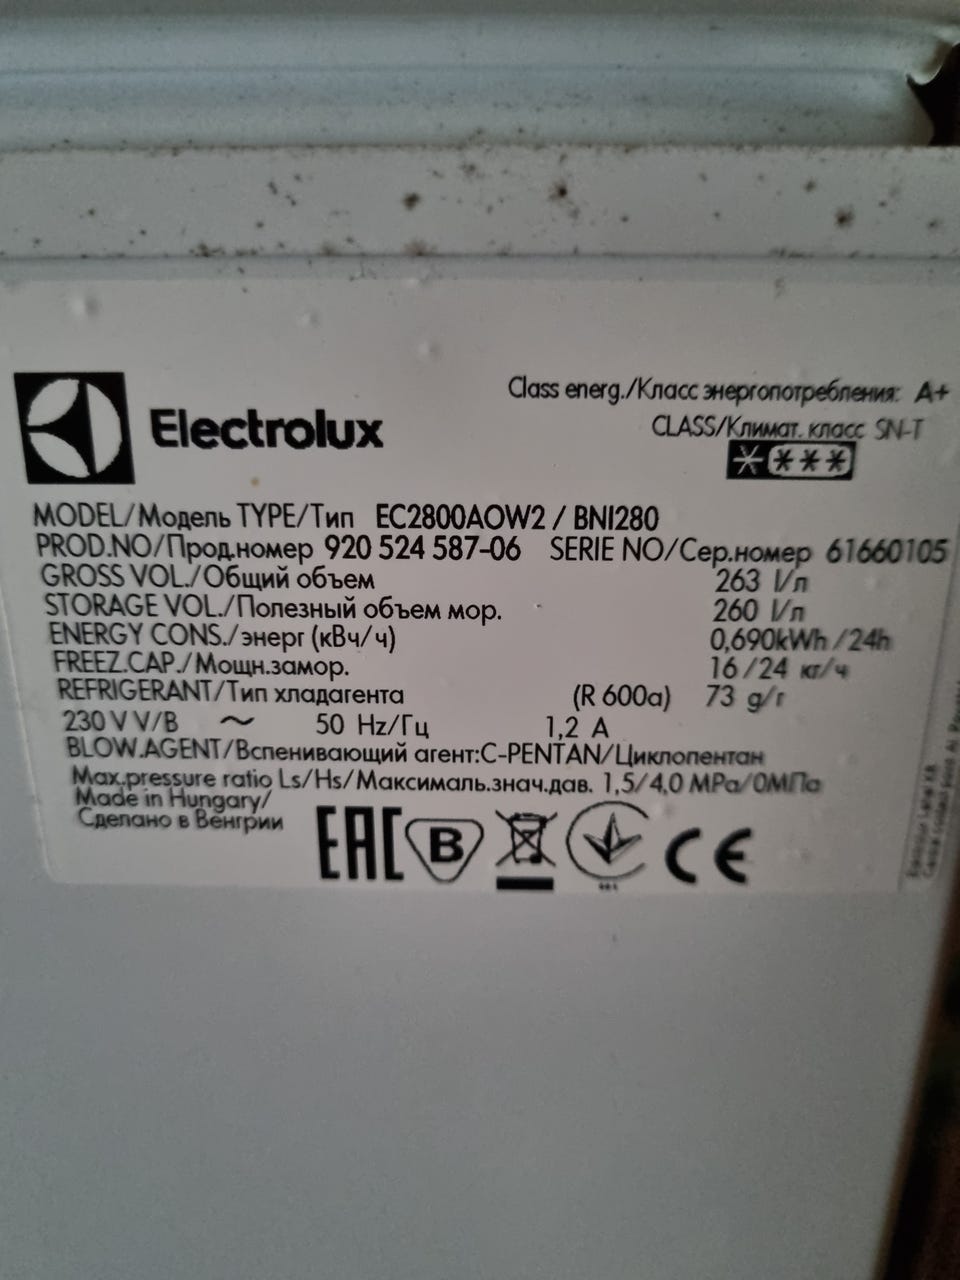 Electrolux
Class energ./Класс энергопотребления: A+
CLASS/Климат. класс SN-T
MODEL/Модель TYPE/Тип EC2800AOW2 / BNI280
PROD.NO/Прод.номер 920 524 587-06 SERIE NO/Сер.номер 61660105
GROSS VOL./Общий объем 263 l/л
STORAGE VOL./Полезный объем мор. 260 l/л
ENERGY CONS./энерг (кВч/ч) 0,690kWh /24h
FREEZ.CAP./Мощн.замор. 16/24 кг/ч
REFRIGERANT/Тип хладагента (R 600a) 73 g/г
230 V V/В ~ 50 Hz/Гц 1,2 A
BLOW.AGENT/Вспенивающий агент:C-PENTAN/Циклопентан
Max.pressure ratio Ls/Hs/Максималь.знач.дав. 1,5/4,0 MPa/0МПа
Made in Hungary/
Сделано в Венгрии
EAC B CE